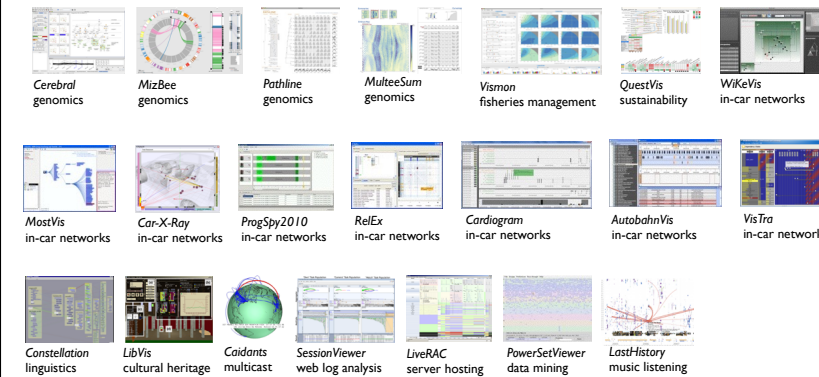 Cerebral
genomics
MizBee
genomics
Pathline
genomics
MulteeSum
genomics
Vismon
fisheries management
QuestVis
sustainability
WiKeVis
in-car networks
MostVis
in-car networks
Car-X-Ray
in-car networks
ProgSpy2010
in-car networks
RelEx
in-car networks
Cardiogram
in-car networks
AutobahnVis
in-car networks
VisTra
in-car network
Constellation
linguistics
LibVis
cultural heritage
Caidants
multicast
SessionViewer
web log analysis
LiveRAC
server hosting
PowerSetViewer
data mining
LastHistory
music listening